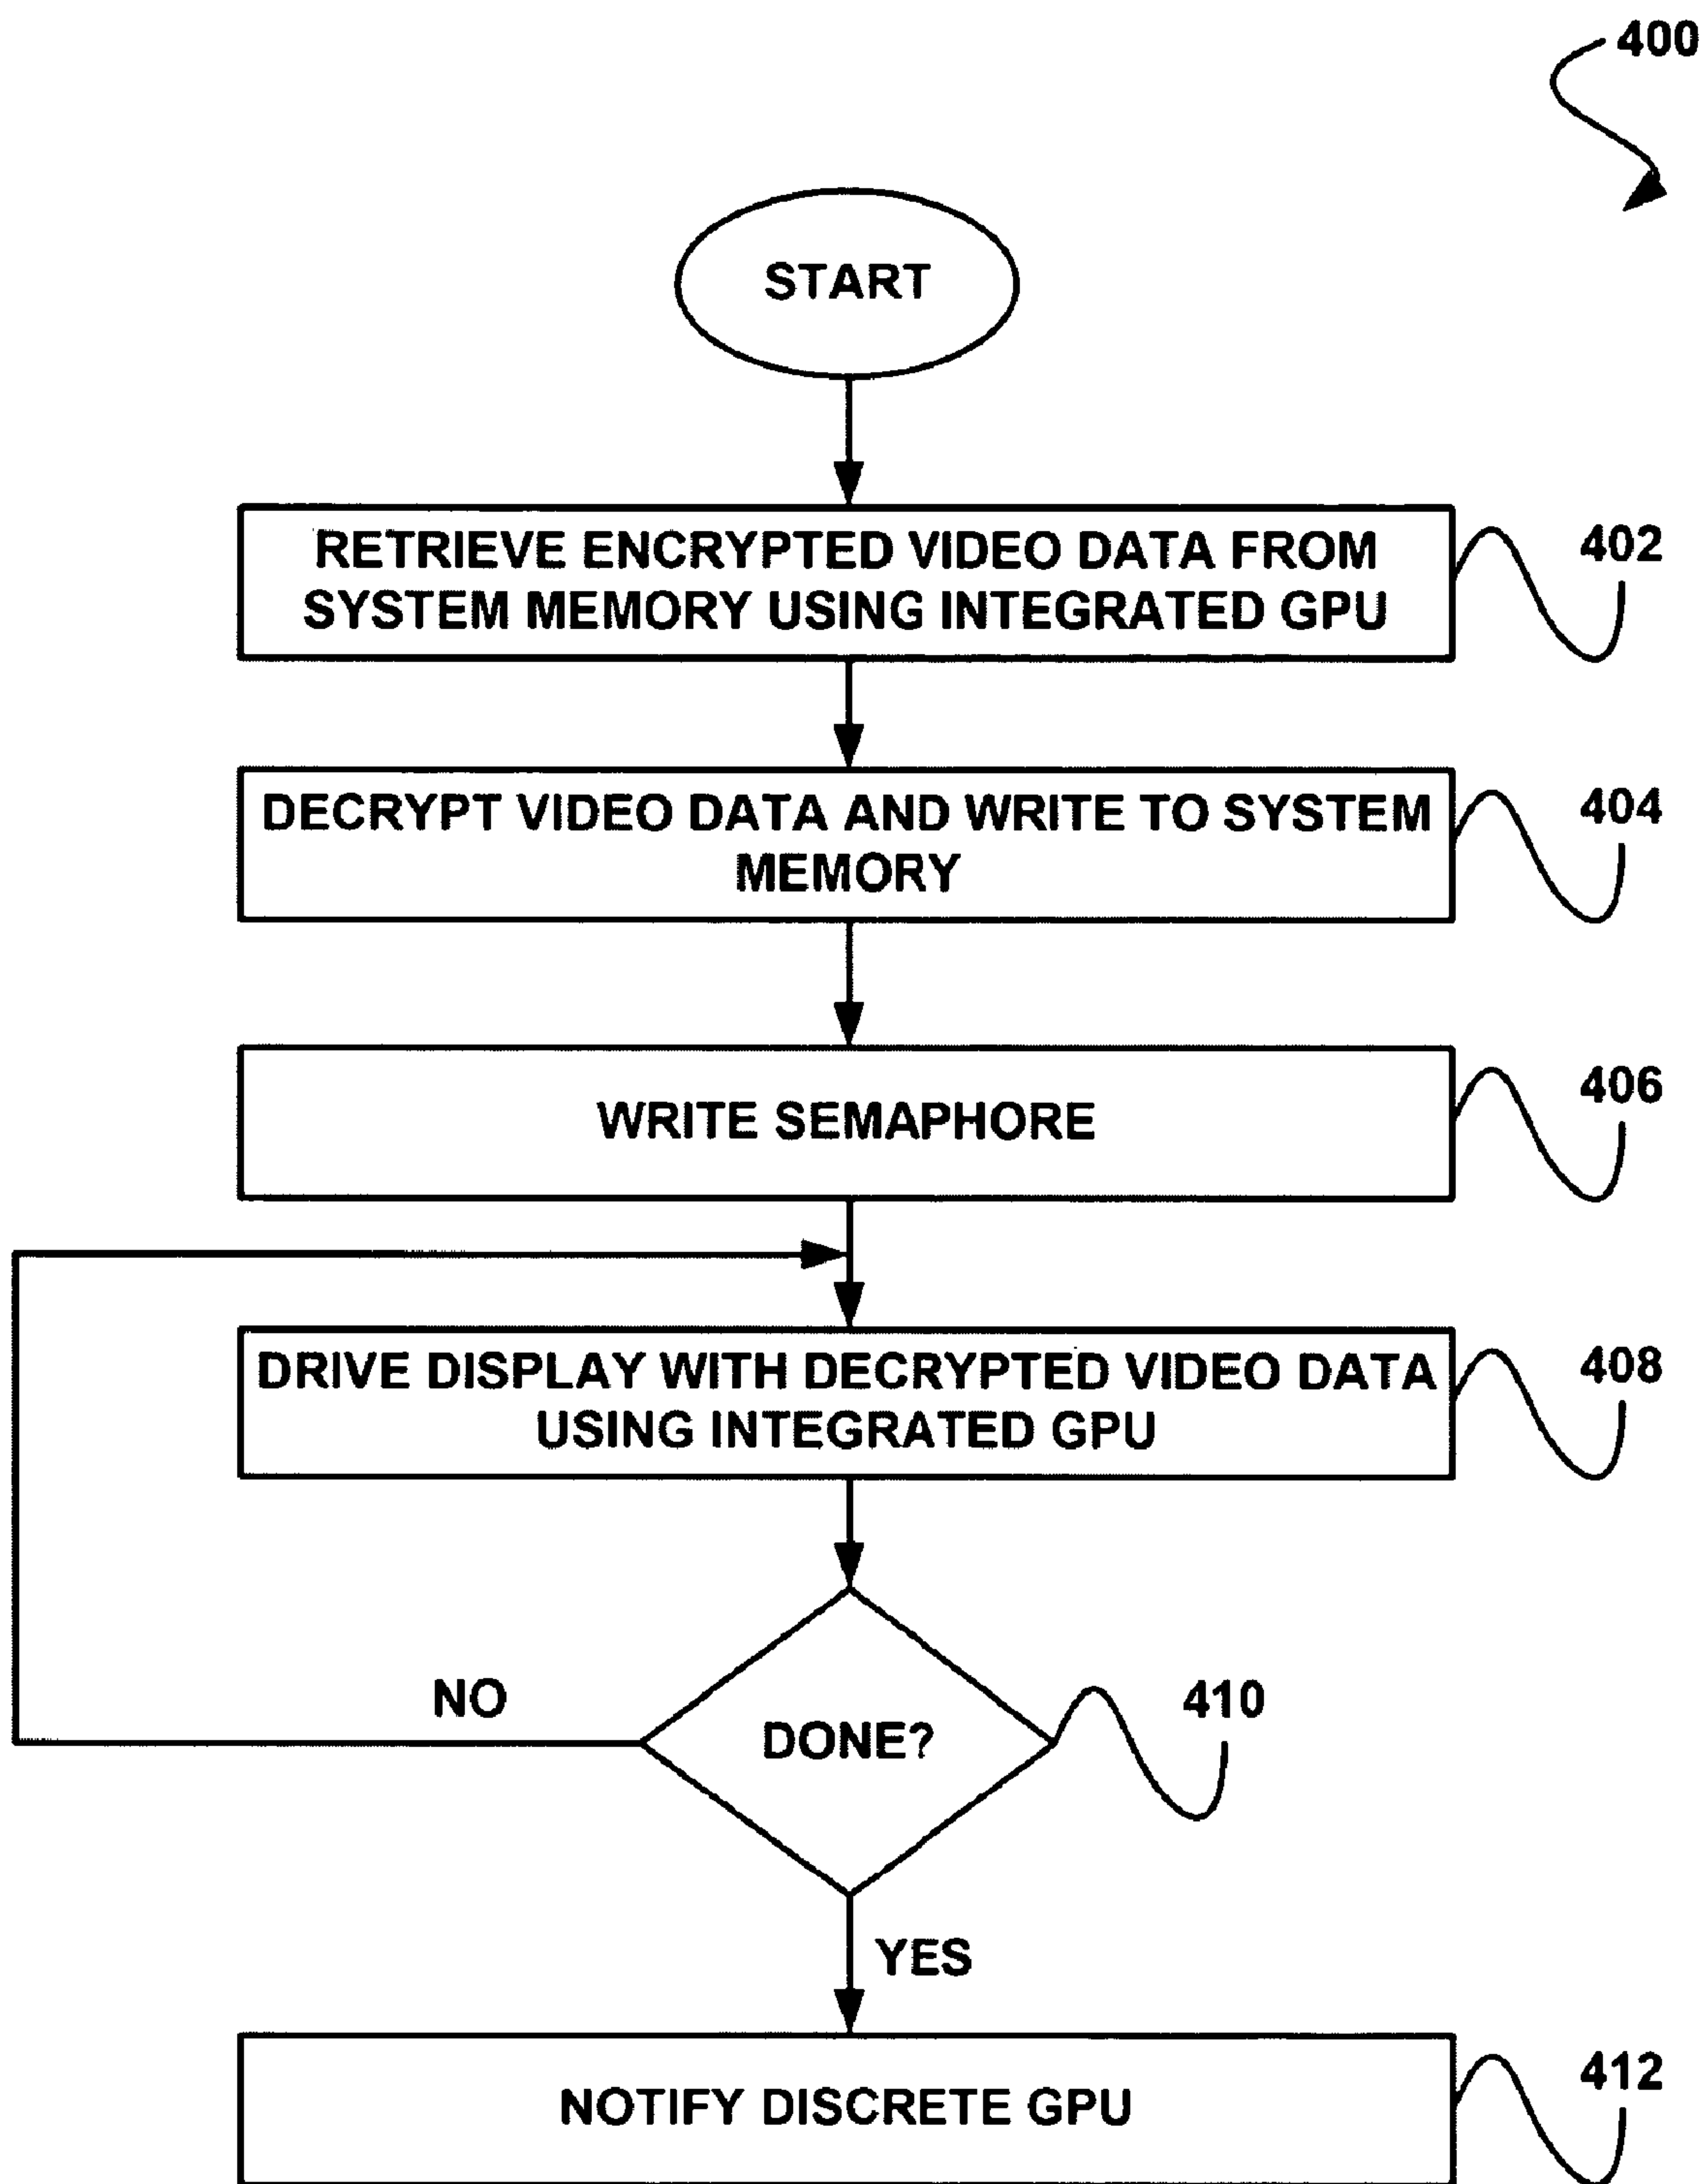 400
START
RETRIEVE ENCRYPTED VIDEO DATA FROM
SYSTEM MEMORY USING INTEGRATED GPU
402
DECRYPT VIDEO DATA AND WRITE TO SYSTEM
MEMORY
404
WRITE SEMAPHORE
406
DRIVE DISPLAY WITH DECRYPTED VIDEO DATA
USING INTEGRATED GPU
408
NO
DONE?
410
YES
NOTIFY DISCRETE GPU
412